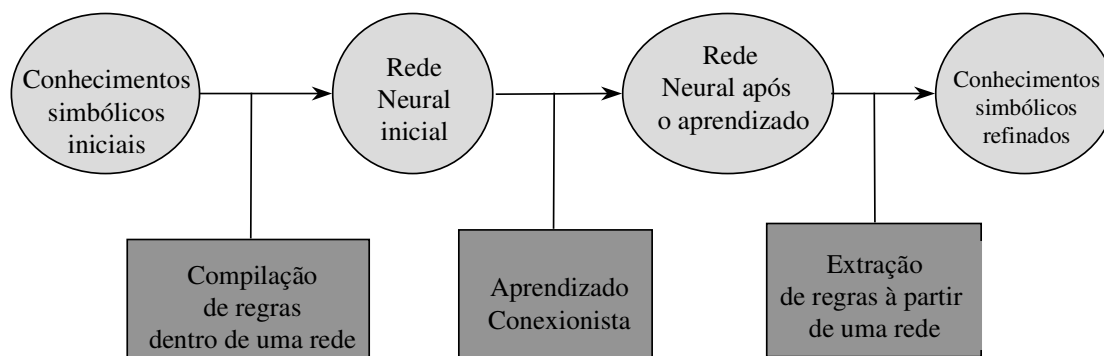 Conhecimentos
simbólicos
iniciais
Rede
Neural
inicial
Rede
Neural após
o aprendizado
Conhecimentos
simbólicos
refinados
Compilação
de regras
dentro de uma rede
Aprendizado
Conexionista
Extração
de regras à partir
de uma rede